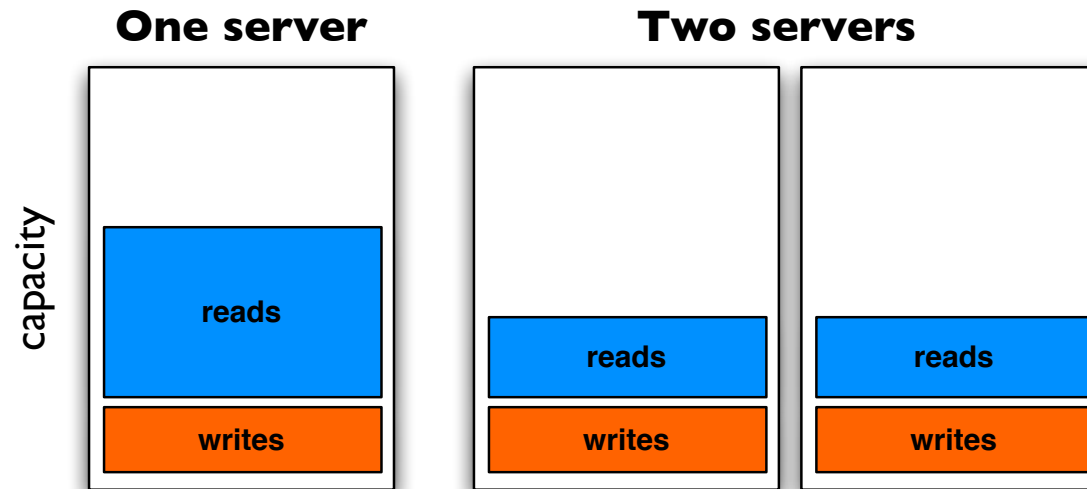 One server
Two servers
capacity
reads
reads
reads
writes
writes
writes